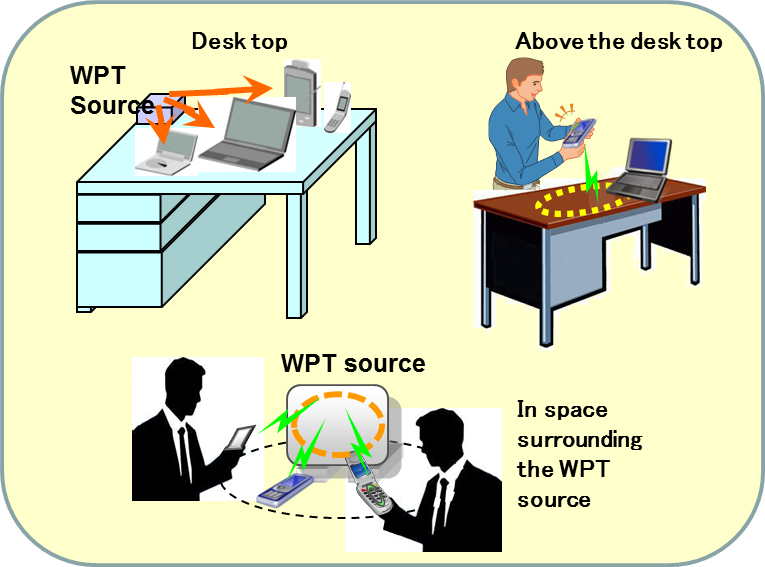 Desk top
Above the desk top
WPT
Source
WPT source
In space
surrounding
the WPT
source